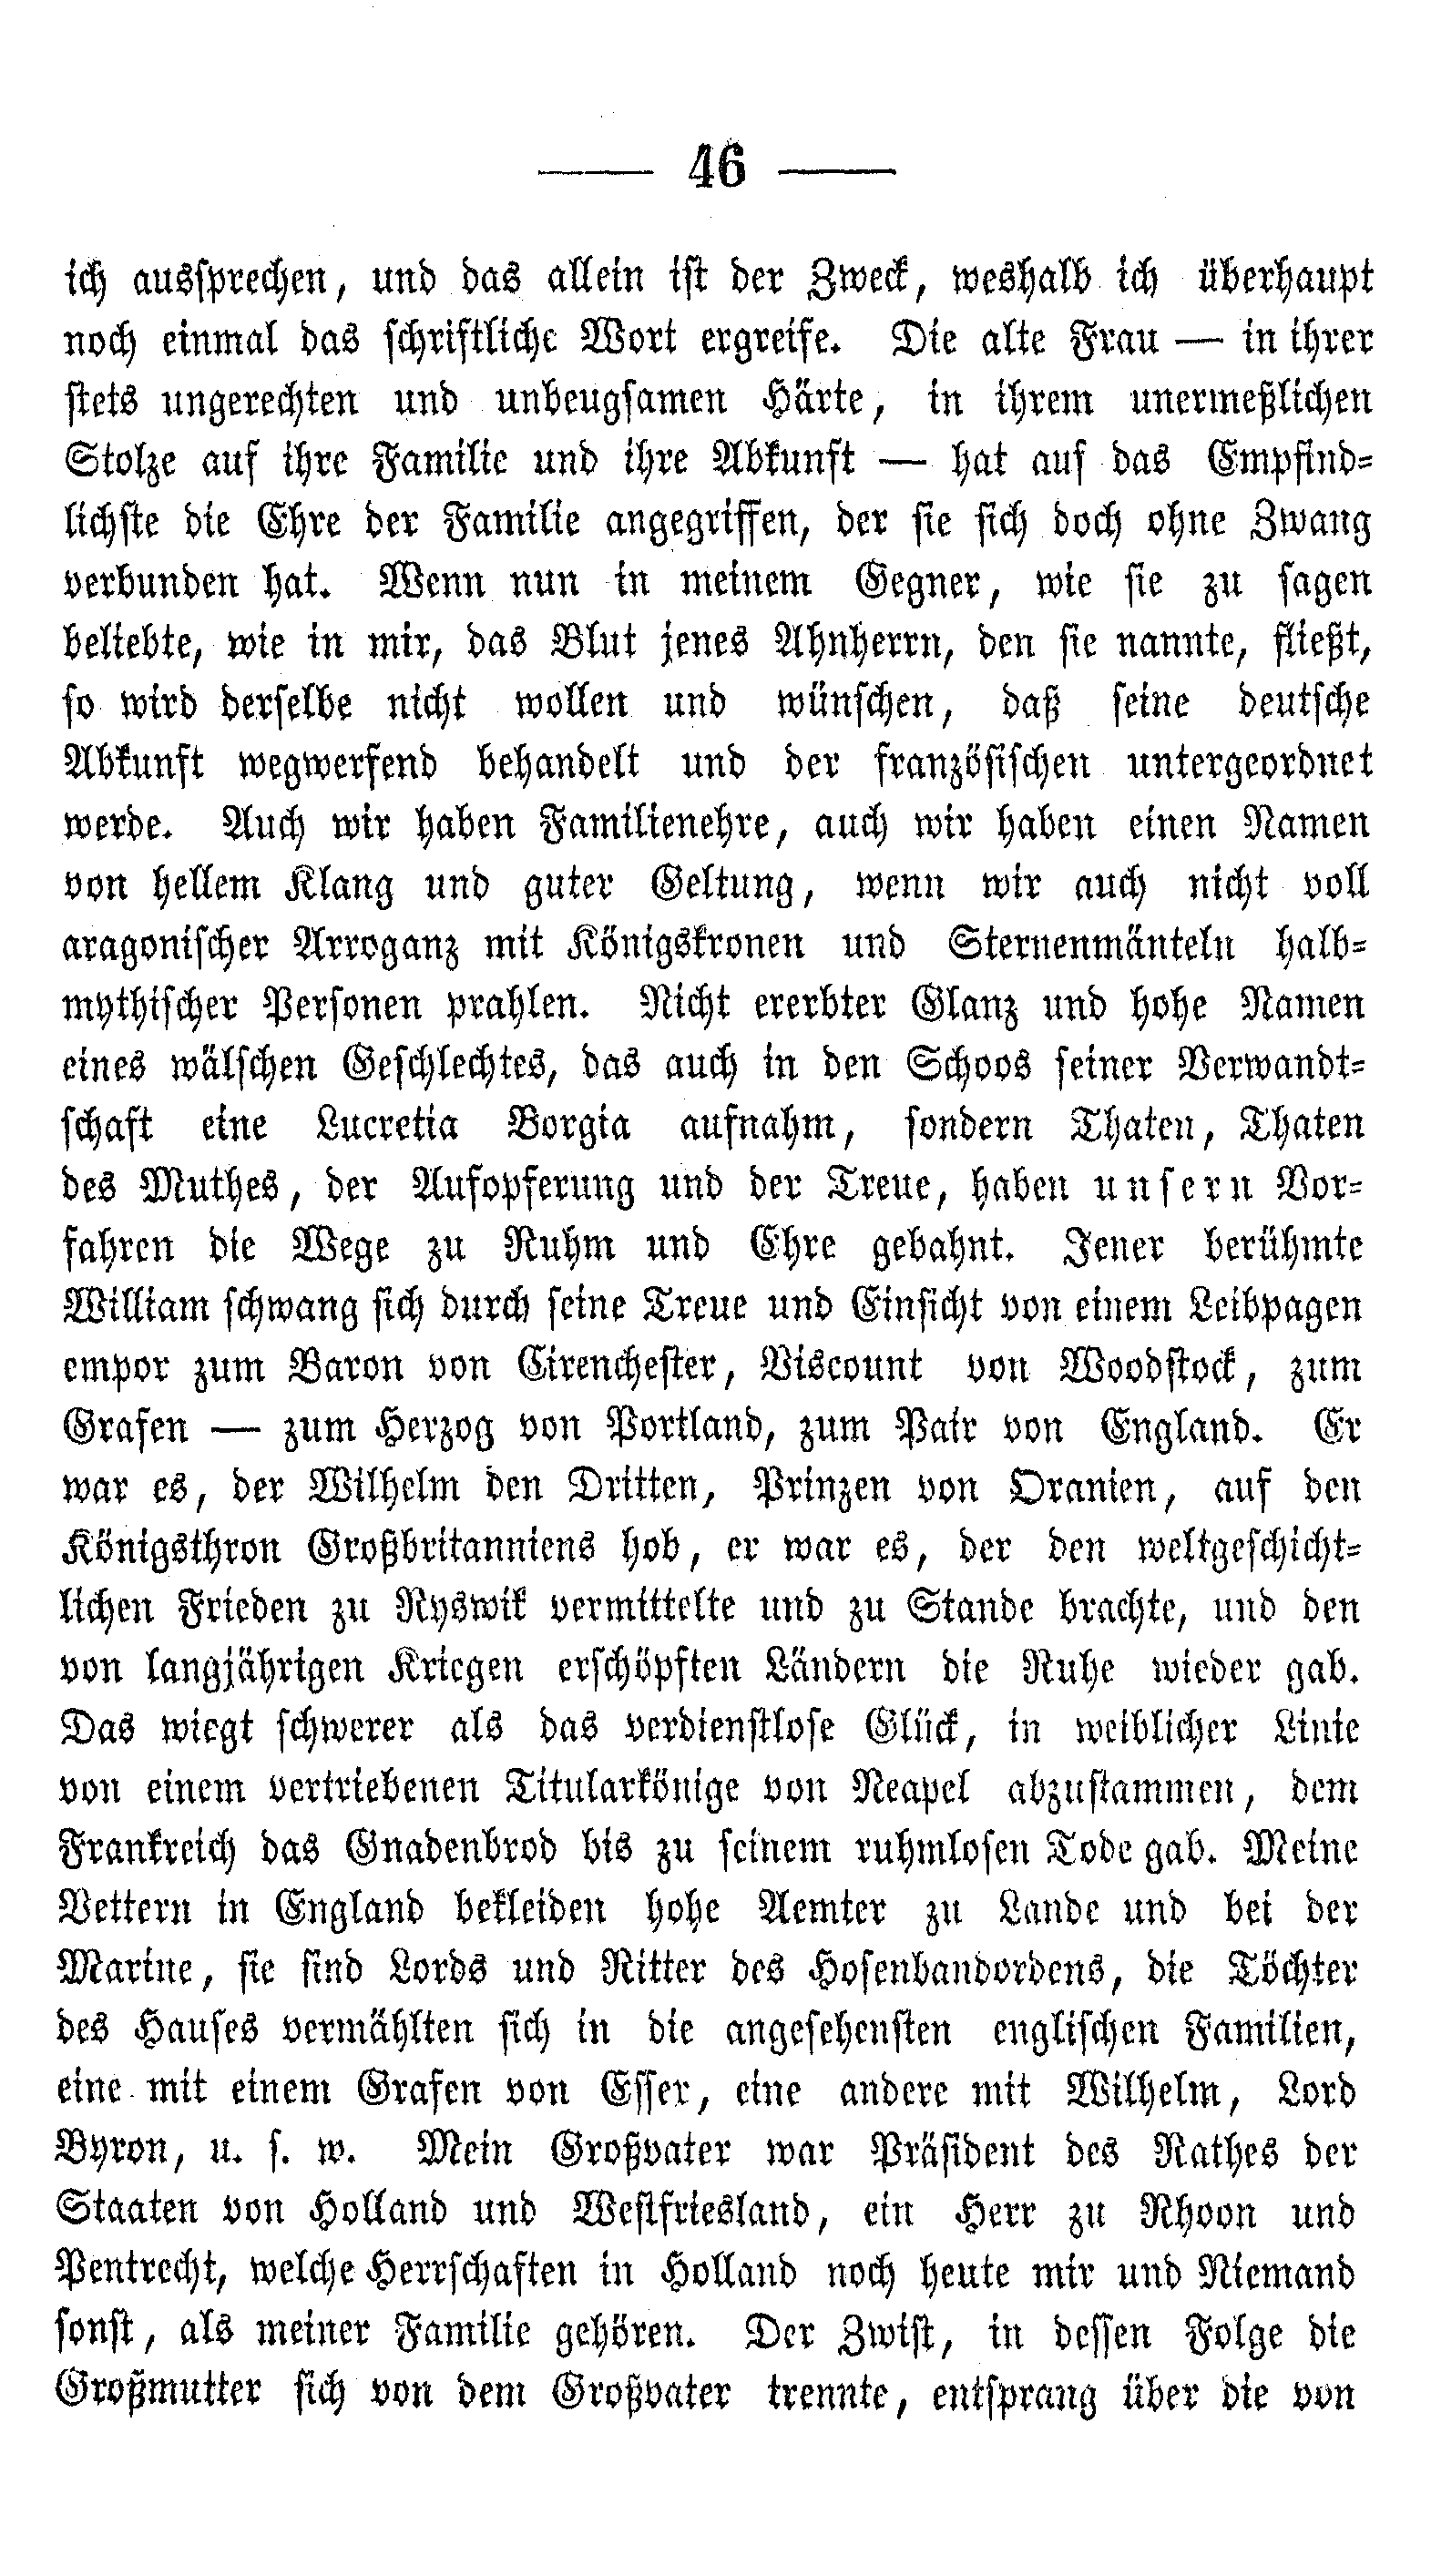 — 46 —
ich aussprechen, und das allein ist der Zweck, weshalb ich überhaupt
noch einmal das schriftliche Wort ergreife. Die alte Frau — in ihrer
stets ungerechten und unbeugsamen Härte, in ihrem unermeßlichen
Stolze auf ihre Familie und ihre Abkunft — hat auf das Empfind-
lichste die Ehre der Familie angegriffen, der sie sich doch ohne Zwang
verbunden hat. Wenn nun in meinem Gegner, wie sie zu sagen
beliebte, wie in mir, das Blut jenes Ahnherrn, den sie nannte, fließt,
so wird derselbe nicht wollen und wünschen, daß seine deutsche
Abkunft wegwerfend behandelt und der französischen untergeordnet
werde. Auch wir haben Familienehre, auch wir haben einen Namen
von hellem Klang und guter Geltung, wenn wir auch nicht voll
aragonischer Arroganz mit Königskronen und Sternenmänteln halb-
mythischer Personen prahlen. Nicht ererbter Glanz und hohe Namen
eines wälschen Geschlechtes, das auch in den Schoos seiner Verwandt-
schaft eine Lucretia Borgia aufnahm, sondern Thaten, Thaten
des Muthes, der Aufopferung und der Treue, haben unsern Vor-
fahren die Wege zu Ruhm und Ehre gebahnt. Jener berühmte
William schwang sich durch seine Treue und Einsicht von einem Leibpagen
empor zum Baron von Cirenchester, Viscount von Woodstock, zum
Grafen — zum Herzog von Portland, zum Pair von England. Er
war es, der Wilhelm den Dritten, Prinzen von Oranien, auf den
Königsthron Großbritanniens hob, er war es, der den weltgeschicht-
lichen Frieden zu Ryswik vermittelte und zu Stande brachte, und den
von langjährigen Kriegen erschöpften Ländern die Ruhe wieder gab.
Das wiegt schwerer als das verdienstlose Glück, in weiblicher Linie
von einem vertriebenen Titularkönige von Neapel abzustammen, dem
Frankreich das Gnadenbrod bis zu seinem ruhmlosen Tode gab. Meine
Vettern in England bekleiden hohe Aemter zu Lande und bei der
Marine, sie sind Lords und Ritter des Hosenbandordens, die Töchter
des Hauses vermählten sich in die angesehensten englischen Familien,
eine mit einem Grafen von Esser, eine andere mit Wilhelm, Lord
Byron, u. s. w. Mein Großvater war Präsident des Rathes der
Staaten von Holland und Westfriesland, ein Herr zu Rhoon und
Pentrecht, welche Herrschaften in Holland noch heute mir und Niemand
sonst, als meiner Familie gehören. Der Zwist, in dessen Folge die
Großmutter sich von dem Großvater trennte, entsprang über die von